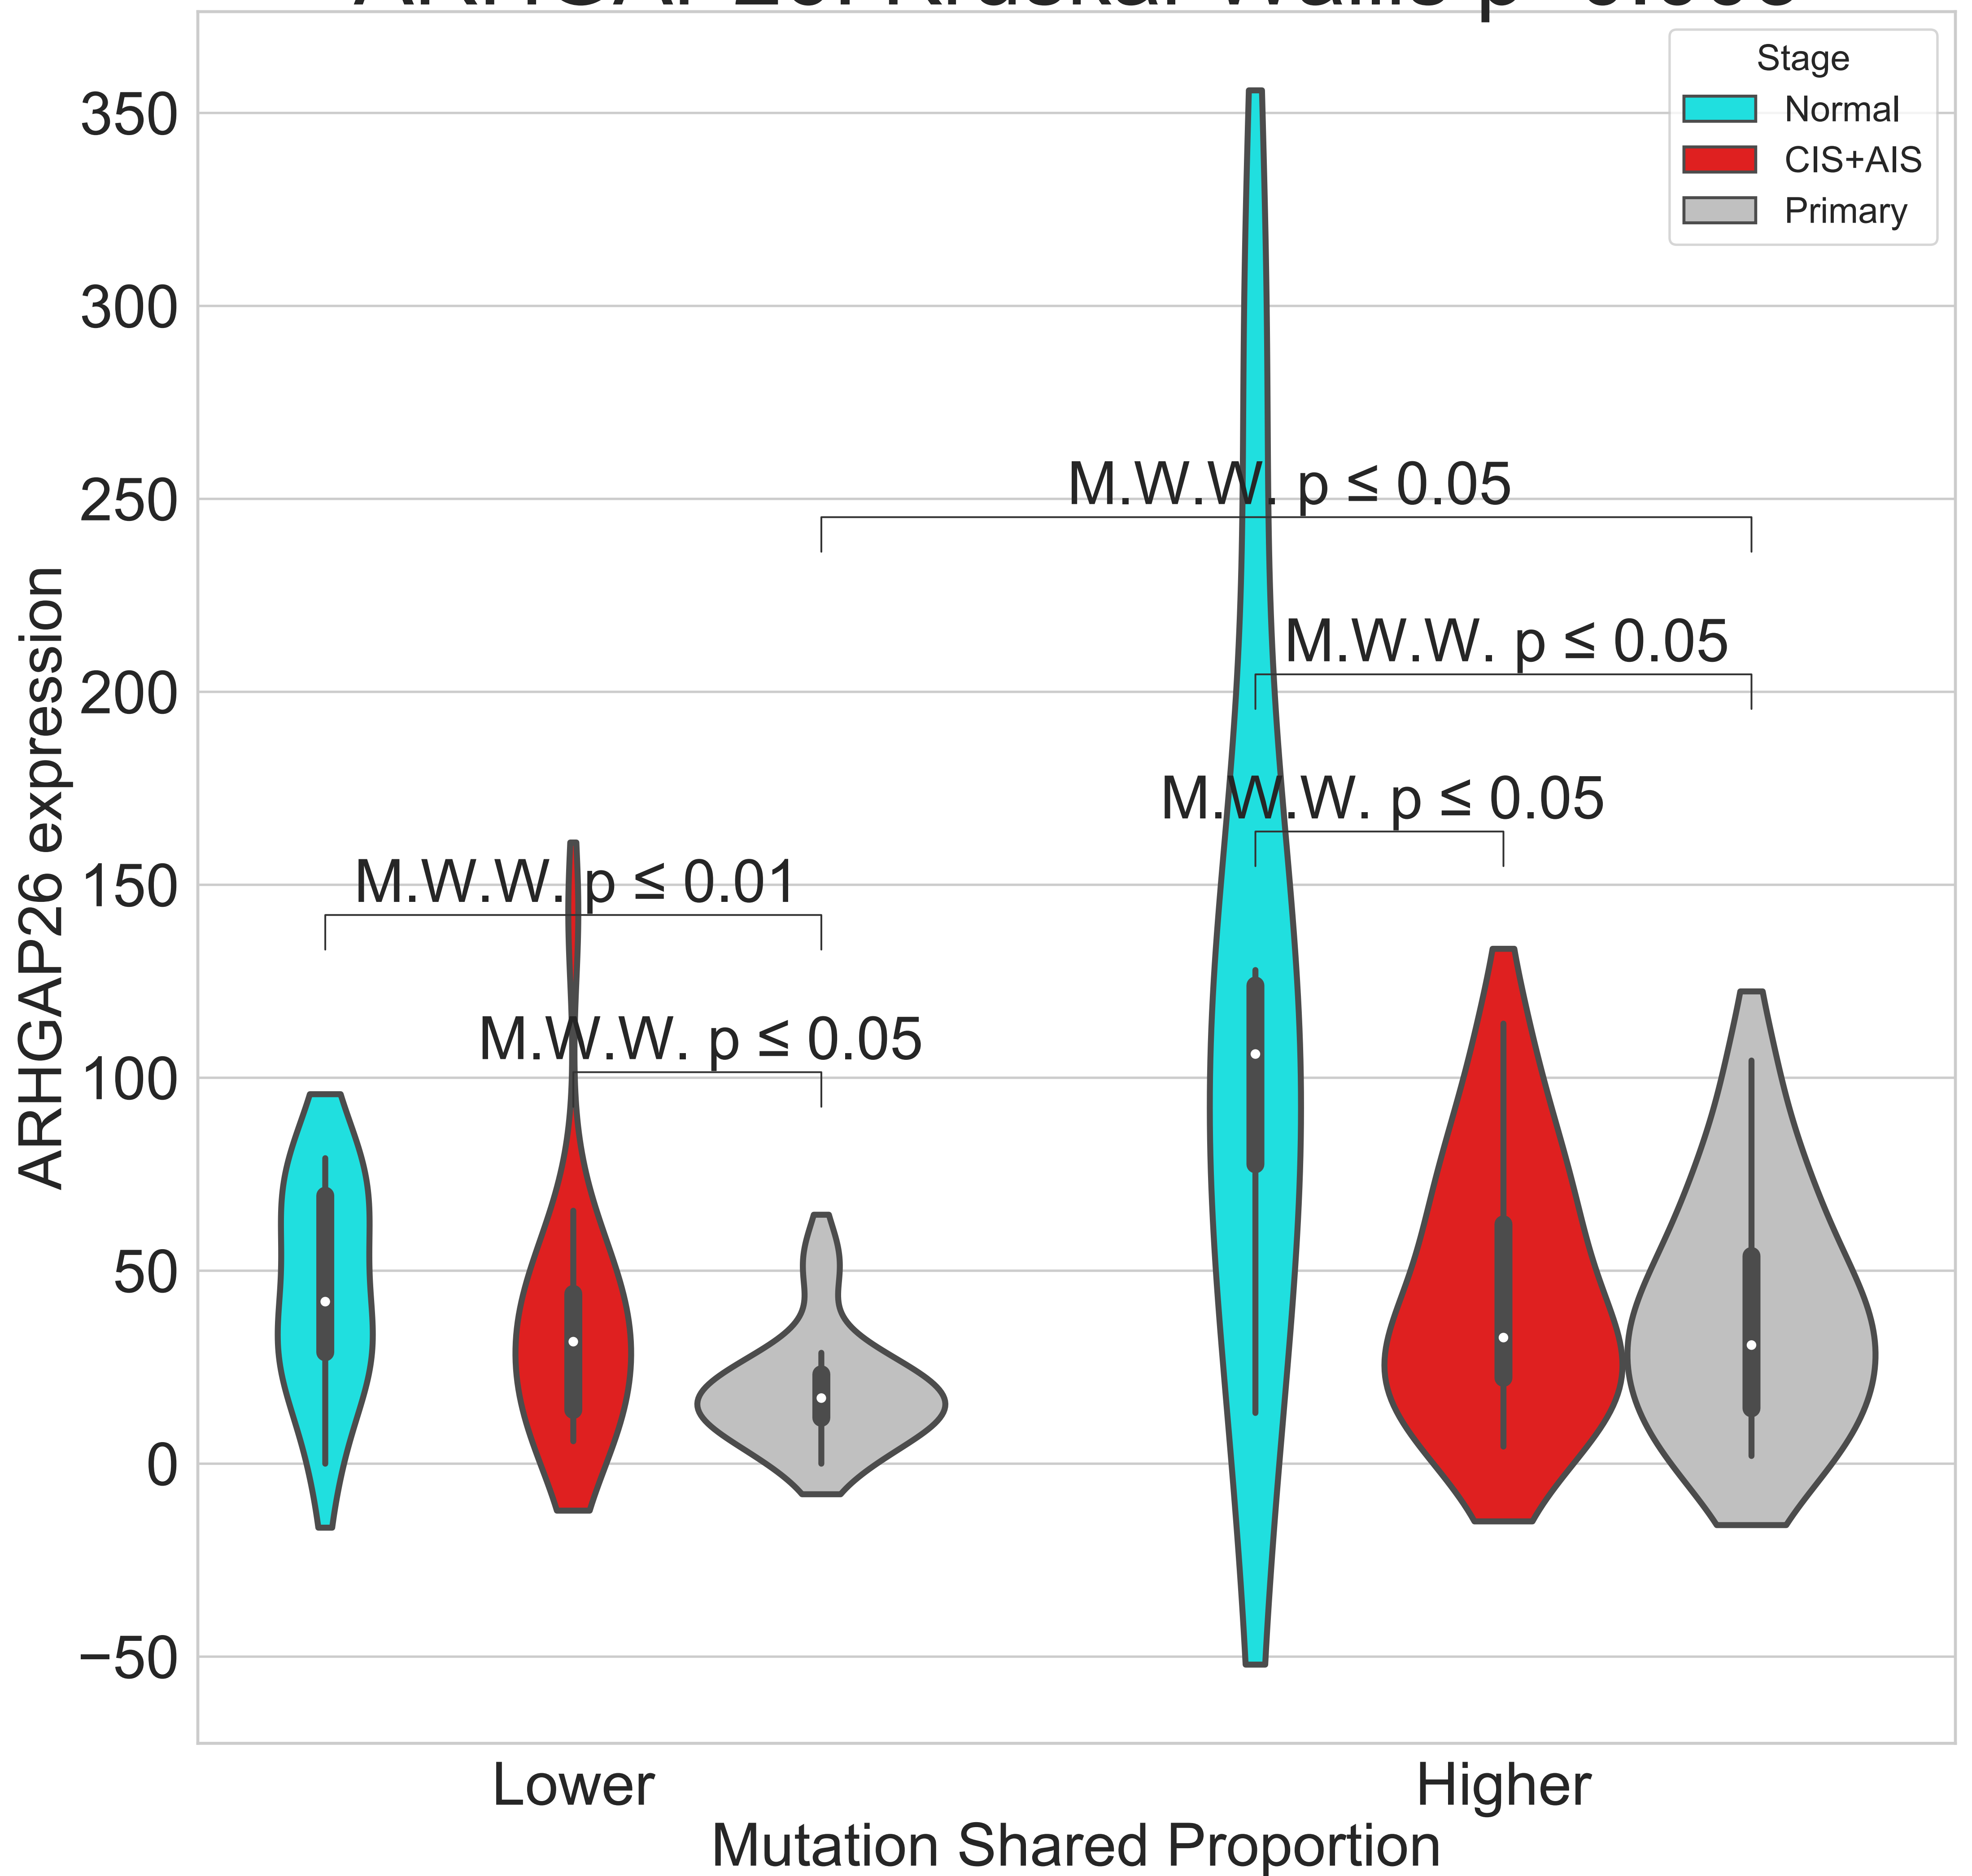 Stage
Normal
CIS+AIS
Primary
350
300
250
200
150
100
50
0
−50
ARHGAP26 expression
M.W.W. p ≤ 0.05
M.W.W. p ≤ 0.05
M.W.W. p ≤ 0.05
M.W.W. p ≤ 0.01
M.W.W. p ≤ 0.05
Lower
Higher
Mutation Shared Proportion